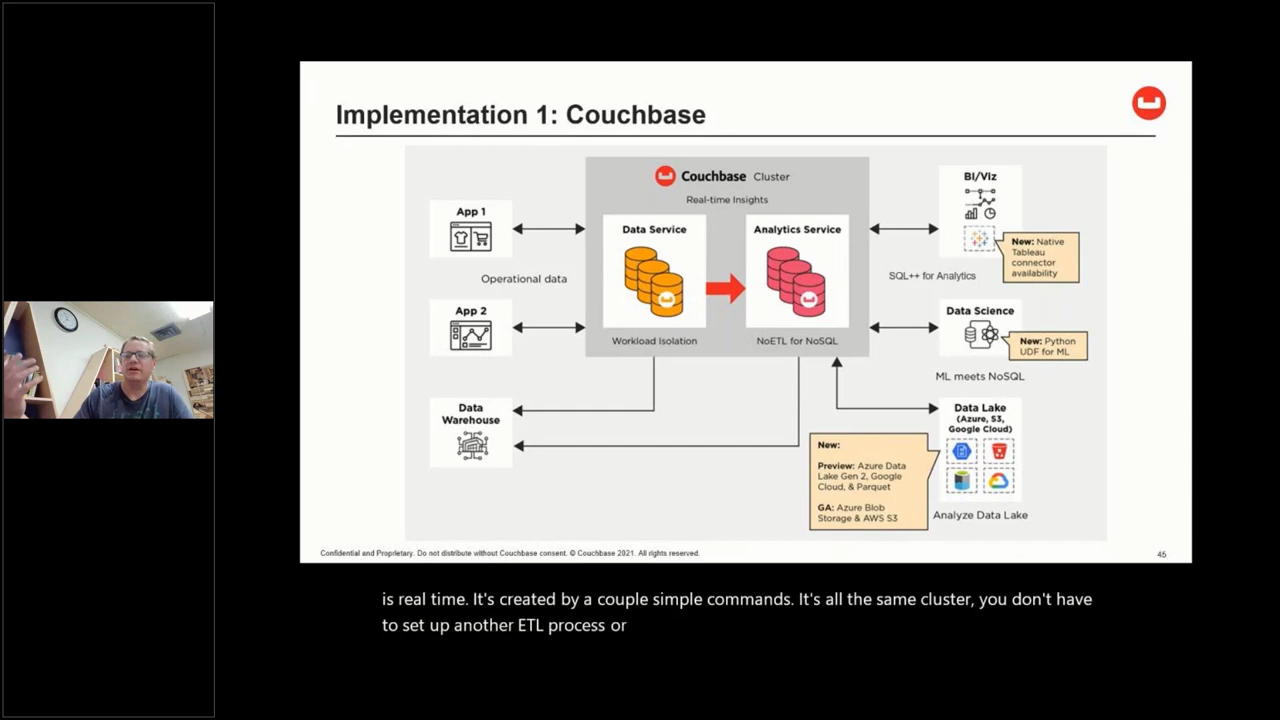 Implementation 1: Couchbase
Couchbase Cluster
Real-time Insights
Data Service
Analytics Service
Workload Isolation
NoETL for NoSQL
App 1
Operational data
App 2
Data
Warehouse
BI/Viz
New: Native
Tableau
connector
availability
SQL++ for Analytics
Data Science
New: Python
UDF for ML
ML meets NoSQL
Data Lake
(Azure, S3,
Google Cloud)
New:
Preview: Azure Data
Lake Gen 2, Google
Cloud, & Parquet
GA: Azure Blob
Storage & AWS S3
Analyze Data Lake
Confidential and Proprietary. Do not distribute without Couchbase consent. © Couchbase 2021. All rights reserved.
45
is real time. It's created by a couple simple commands. It's all the same cluster, you don't have
to set up another ETL process or